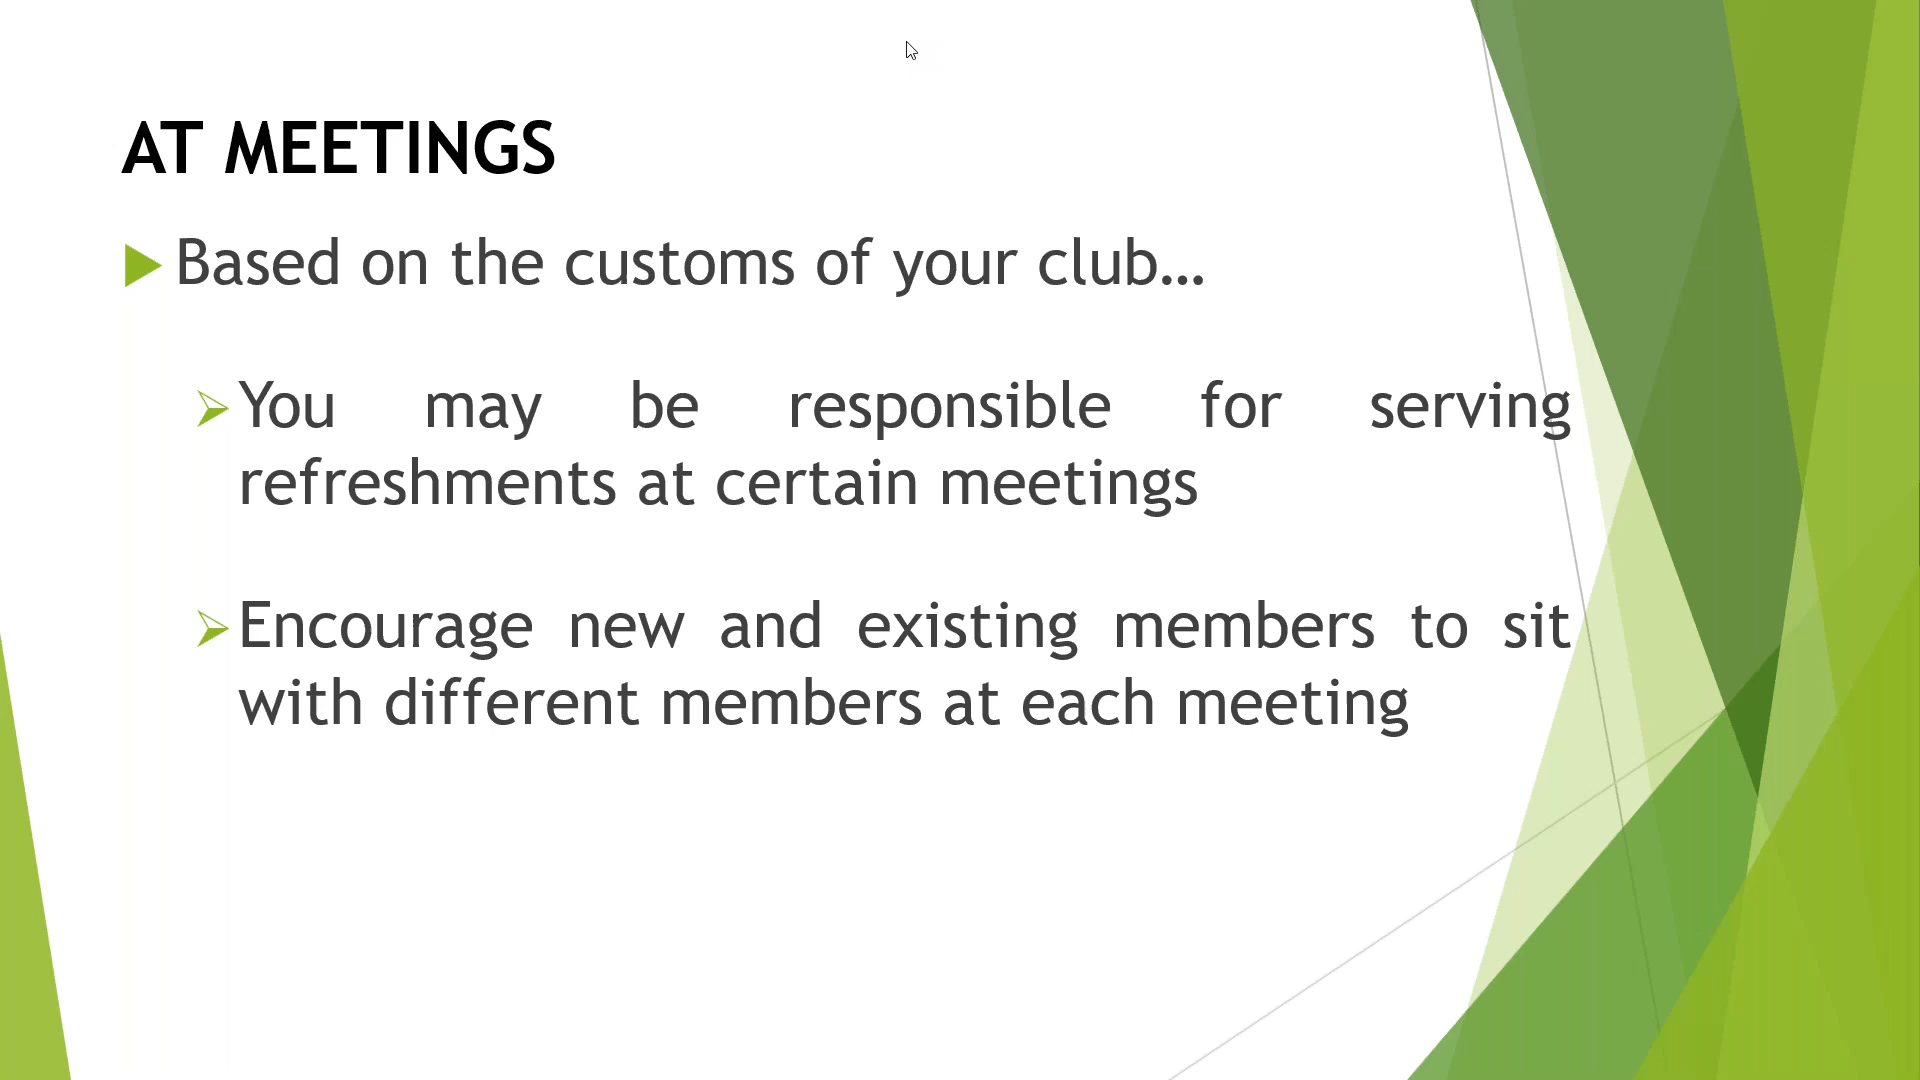 AT MEETINGS
Based on the customs of your club...
You may be responsible for serving
refreshments at certain meetings
Encourage new and existing members to sit
with different members at each meeting